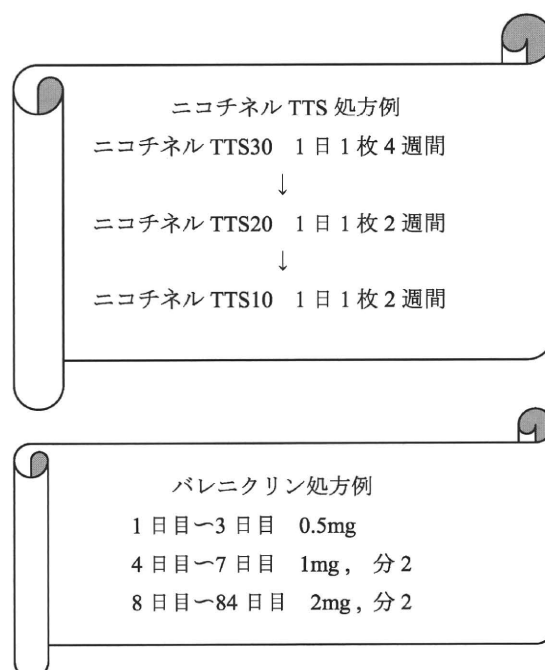 ニコチネル TTS 処方例
ニコチネル TTS30　1 日 1 枚 4 週間
↓
ニコチネル TTS20　1 日 1 枚 2 週間
↓
ニコチネル TTS10　1 日 1 枚 2 週間
バレニクリン処方例
1 日目〜3 日目　0.5mg
4 日目〜7 日目　1mg ,　分 2
8 日目〜84 日目　2mg , 分 2